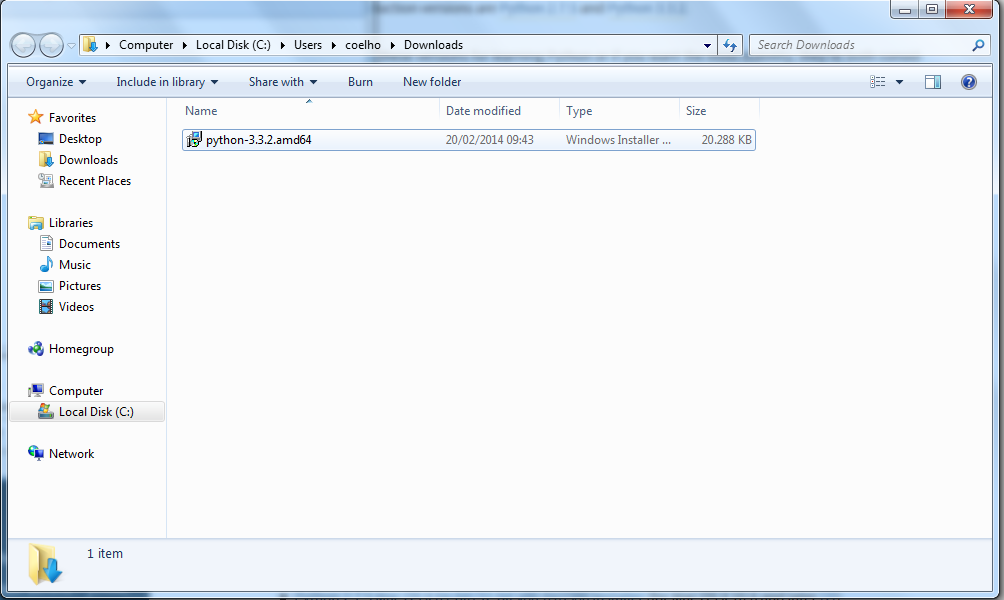 Computer Local Disk (C:) Users coelho Downloads Search Downloads
Organize Include in library Share with Burn New folder
Name Date modified Type Size
python-3.3.2.amd64 20/02/2014 09:43 Windows Installer ... 20.288 KB
Favorites
Desktop
Downloads
Recent Places
Libraries
Documents
Music
Pictures
Videos
Homegroup
Computer
Local Disk (C:)
Network
1 item